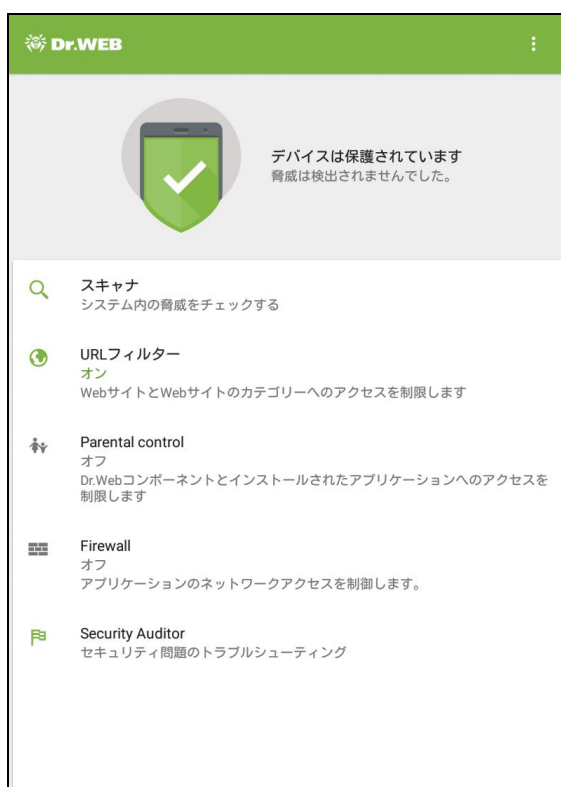 Dr.WEB
デバイスは保護されています
脅威は検出されませんでした。
スキャナ
システム内の脅威をチェックする
URLフィルター
オン
WebサイトとWebサイトのカテゴリーへのアクセスを制限します
Parental control
オフ
Dr.Webコンポーネントとインストールされたアプリケーションへのアクセスを
制限します
Firewall
オフ
アプリケーションのネットワークアクセスを制御します。
Security Auditor
セキュリティ問題のトラブルシューティング